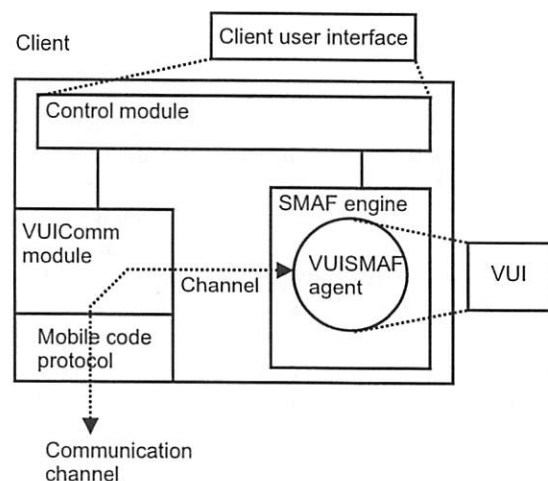 Client user interface
Client
Control module
SMAF engine
VUIComm
module
VUISMAF
agent
VUI
Channel
Mobile code
protocol
Communication
channel